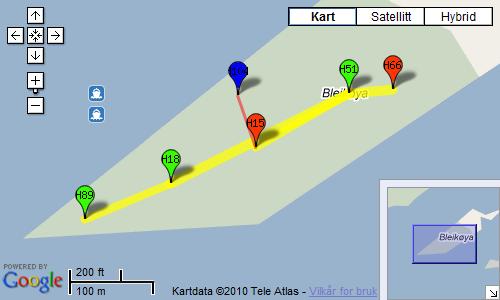 Kart Satellitt Hybrid
H51
H66
Bleikøya
H15
H18
H89
Bleikøya
POWERED BY
Google
200 ft
100 m
Kartdata ©2010 Tele Atlas - Vilkår for bruk